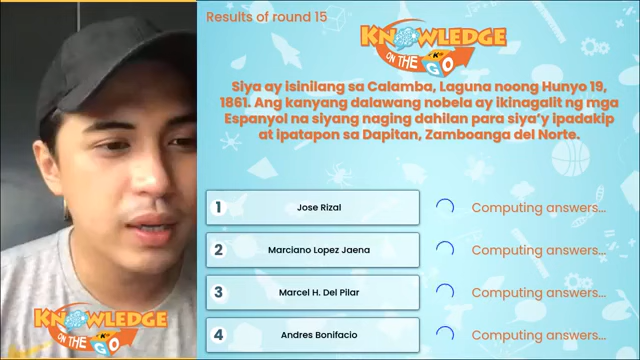 Results of round 15
KNOWLEDGE
ON THE GO
Siya ay isinilang sa Calamba, Laguna noong Hunyo 19,
1861. Ang kanyang dalawang nobela ay ikinagalit ng mga
Espanyol na siyang naging dahilan para siya'y ipadakip
at ipatapon sa Dapitan, Zamboanga del Norte.
1 Jose Rizal Computing answers...
2 Marciano Lopez Jaena Computing answers...
3 Marcel H. Del Pilar Computing answers...
4 Andres Bonifacio Computing answers...
KNOWLEDGE
ON THE GO